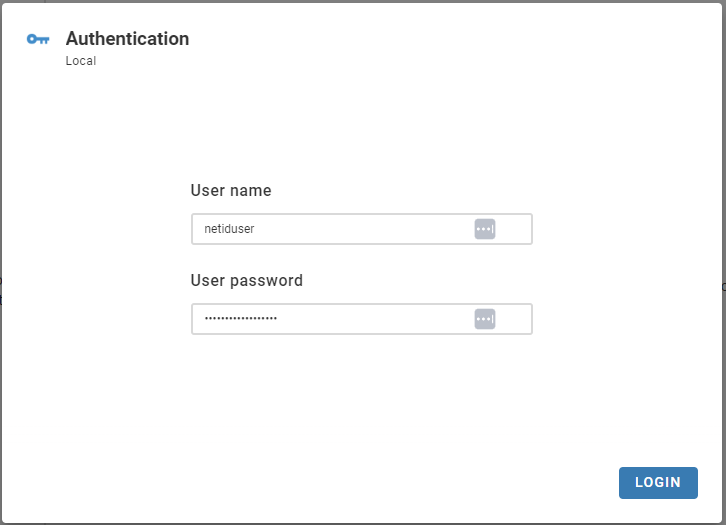 Authentication
Local
User name
netiduser
User password
••••••••••••••••••
LOGIN